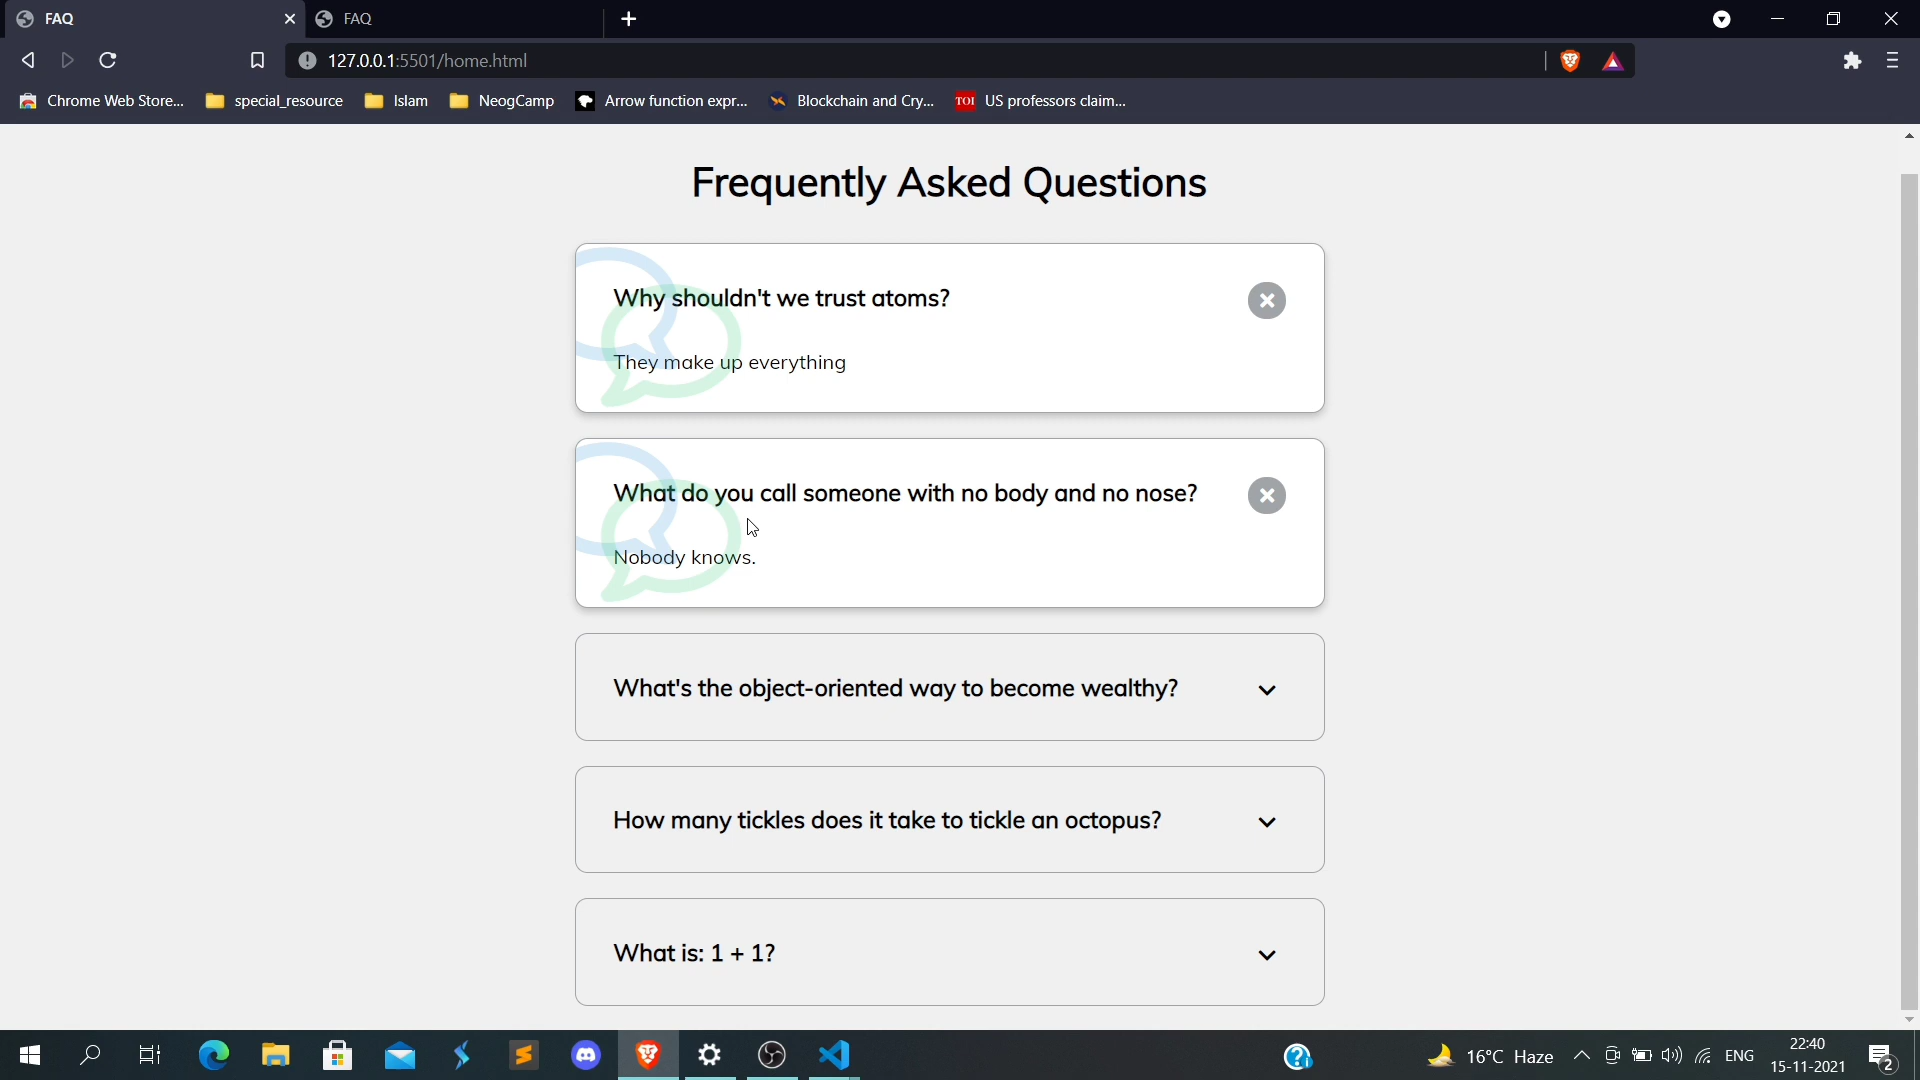 FAQ
FAQ
127.0.0.1:5501/home.html
Chrome Web Store... special_resource Islam NeogCamp Arrow function expr... Blockchain and Cry... TOI US professors claim...
Frequently Asked Questions
Why shouldn't we trust atoms?
They make up everything
What do you call someone with no body and no nose?
Nobody knows.
What's the object-oriented way to become wealthy?
How many tickles does it take to tickle an octopus?
What is: 1 + 1?
16°C Haze ENG 22:40
15-11-2021
2